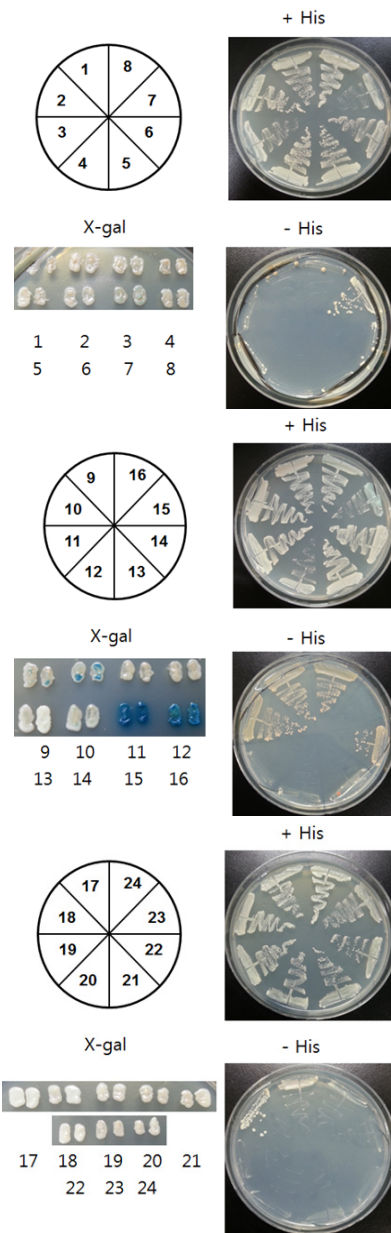 + His
1 8
2 7
3 6
4 5
X-gal
- His
1 2 3 4
5 6 7 8
+ His
9 16
10 15
11 14
12 13
X-gal
- His
9 10 11 12
13 14 15 16
+ His
17 24
18 23
19 22
20 21
X-gal
- His
17 18 19 20 21
22 23 24